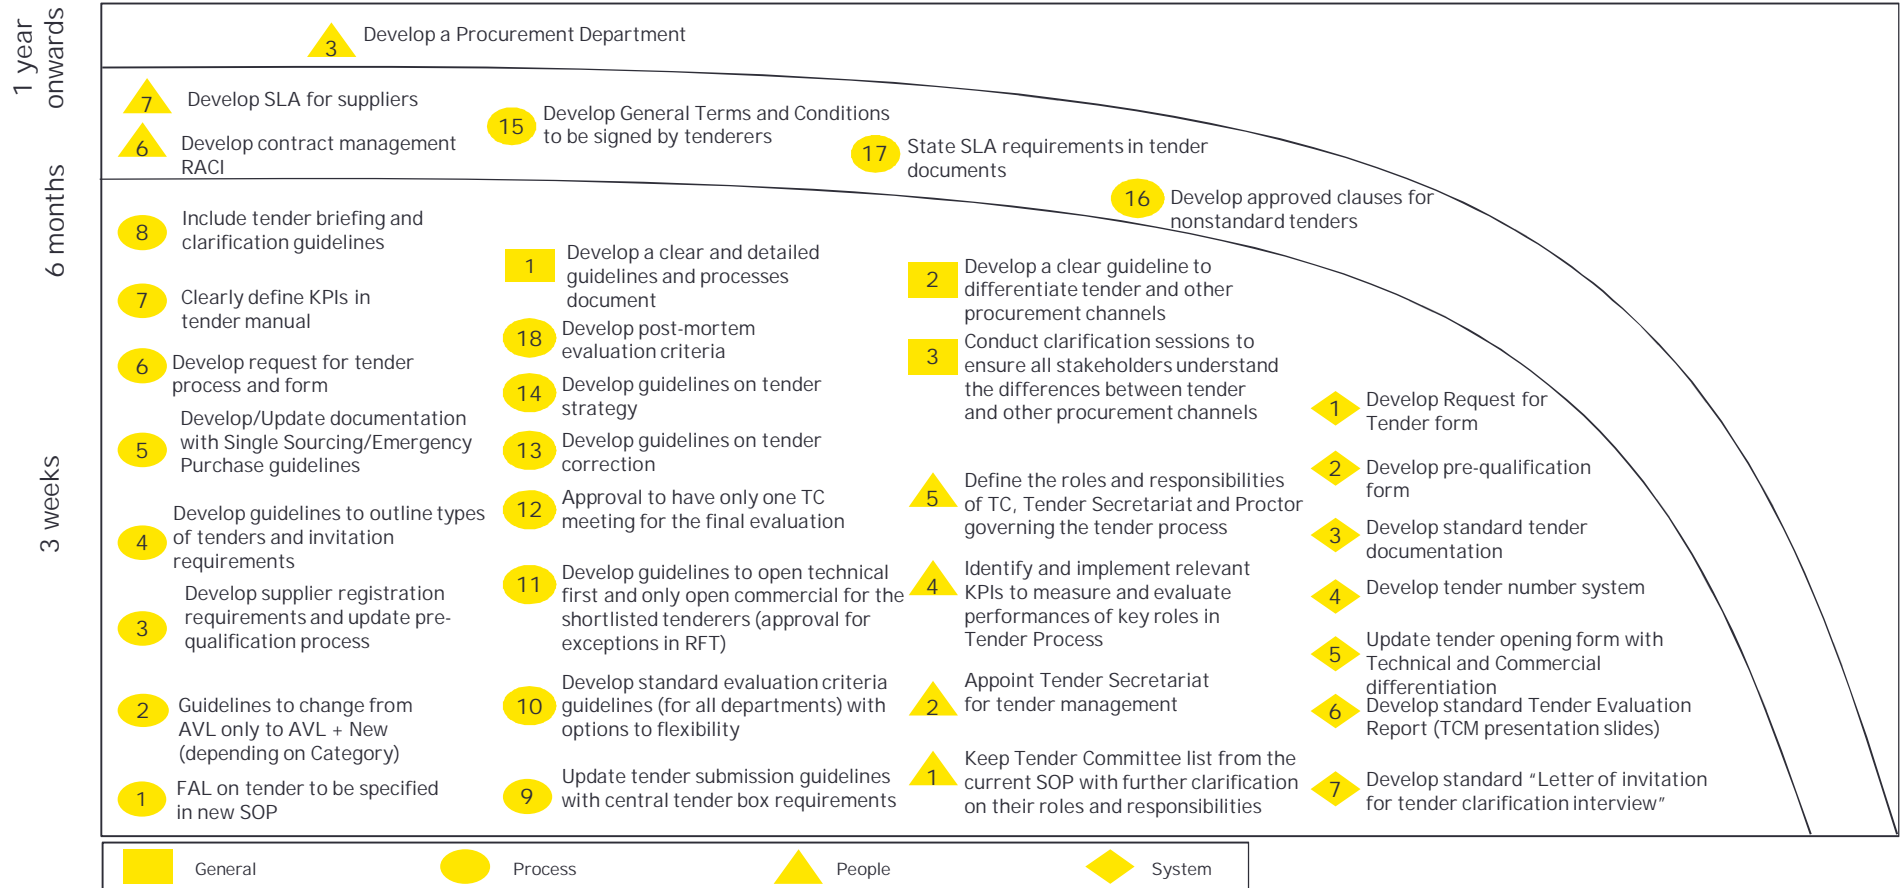 1 year
onwards
3
Develop a Procurement Department
6 months
7
Develop SLA for suppliers
6
Develop contract management
RACI
15
Develop General Terms and Conditions
to be signed by tenderers
17
State SLA requirements in tender
documents
16
Develop approved clauses for
nonstandard tenders
3 weeks
8
Include tender briefing and
clarification guidelines
7
Clearly define KPIs in
tender manual
6
Develop request for tender
process and form
5
Develop/Update documentation
with Single Sourcing/Emergency
Purchase guidelines
4
Develop guidelines to outline types
of tenders and invitation
requirements
3
Develop supplier registration
requirements and update pre-
qualification process
2
Guidelines to change from
AVL only to AVL + New
(depending on Category)
1
FAL on tender to be specified
in new SOP
1
Develop a clear and detailed
guidelines and processes
document
18
Develop post-mortem
evaluation criteria
14
Develop guidelines on tender
strategy
13
Develop guidelines on tender
correction
12
Approval to have only one TC
meeting for the final evaluation
11
Develop guidelines to open technical
first and only open commercial for the
shortlisted tenderers (approval for
exceptions in RFT)
10
Develop standard evaluation criteria
guidelines (for all departments) with
options to flexibility
9
Update tender submission guidelines
with central tender box requirements
2
Develop a clear guideline to
differentiate tender and other
procurement channels
3
Conduct clarification sessions to
ensure all stakeholders understand
the differences between tender
and other procurement channels
5
Define the roles and responsibilities
of TC, Tender Secretariat and Proctor
governing the tender process
4
Identify and implement relevant
KPIs to measure and evaluate
performances of key roles in
Tender Process
2
Appoint Tender Secretariat
for tender management
1
Keep Tender Committee list from the
current SOP with further clarification
on their roles and responsibilities
1
Develop Request for
Tender form
2
Develop pre-qualification
form
3
Develop standard tender
documentation
4
Develop tender number system
5
Update tender opening form with
Technical and Commercial
differentiation
6
Develop standard Tender Evaluation
Report (TCM presentation slides)
7
Develop standard “Letter of invitation
for tender clarification interview”
General
Process
People
System